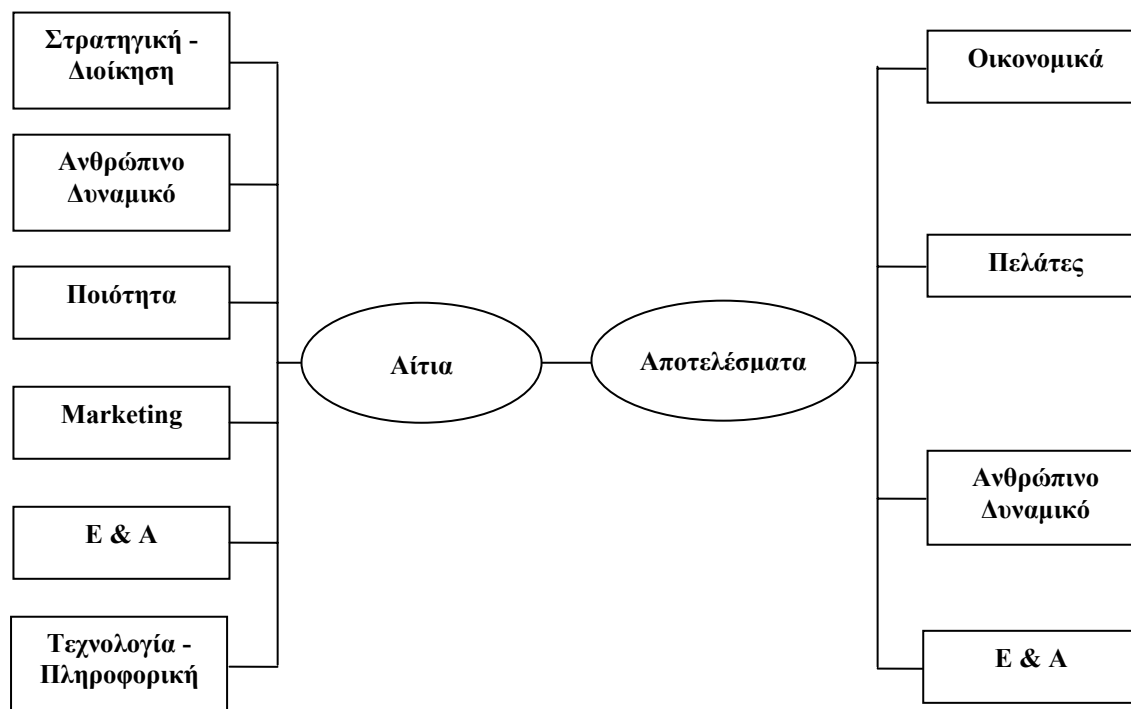 Στρατηγική -
Διοίκηση
Ανθρώπινο
Δυναμικό
Ποιότητα
Marketing
Ε & Α
Τεχνολογία -
Πληροφορική
Αίτια
Αποτελέσματα
Οικονομικά
Πελάτες
Ανθρώπινο
Δυναμικό
Ε & Α